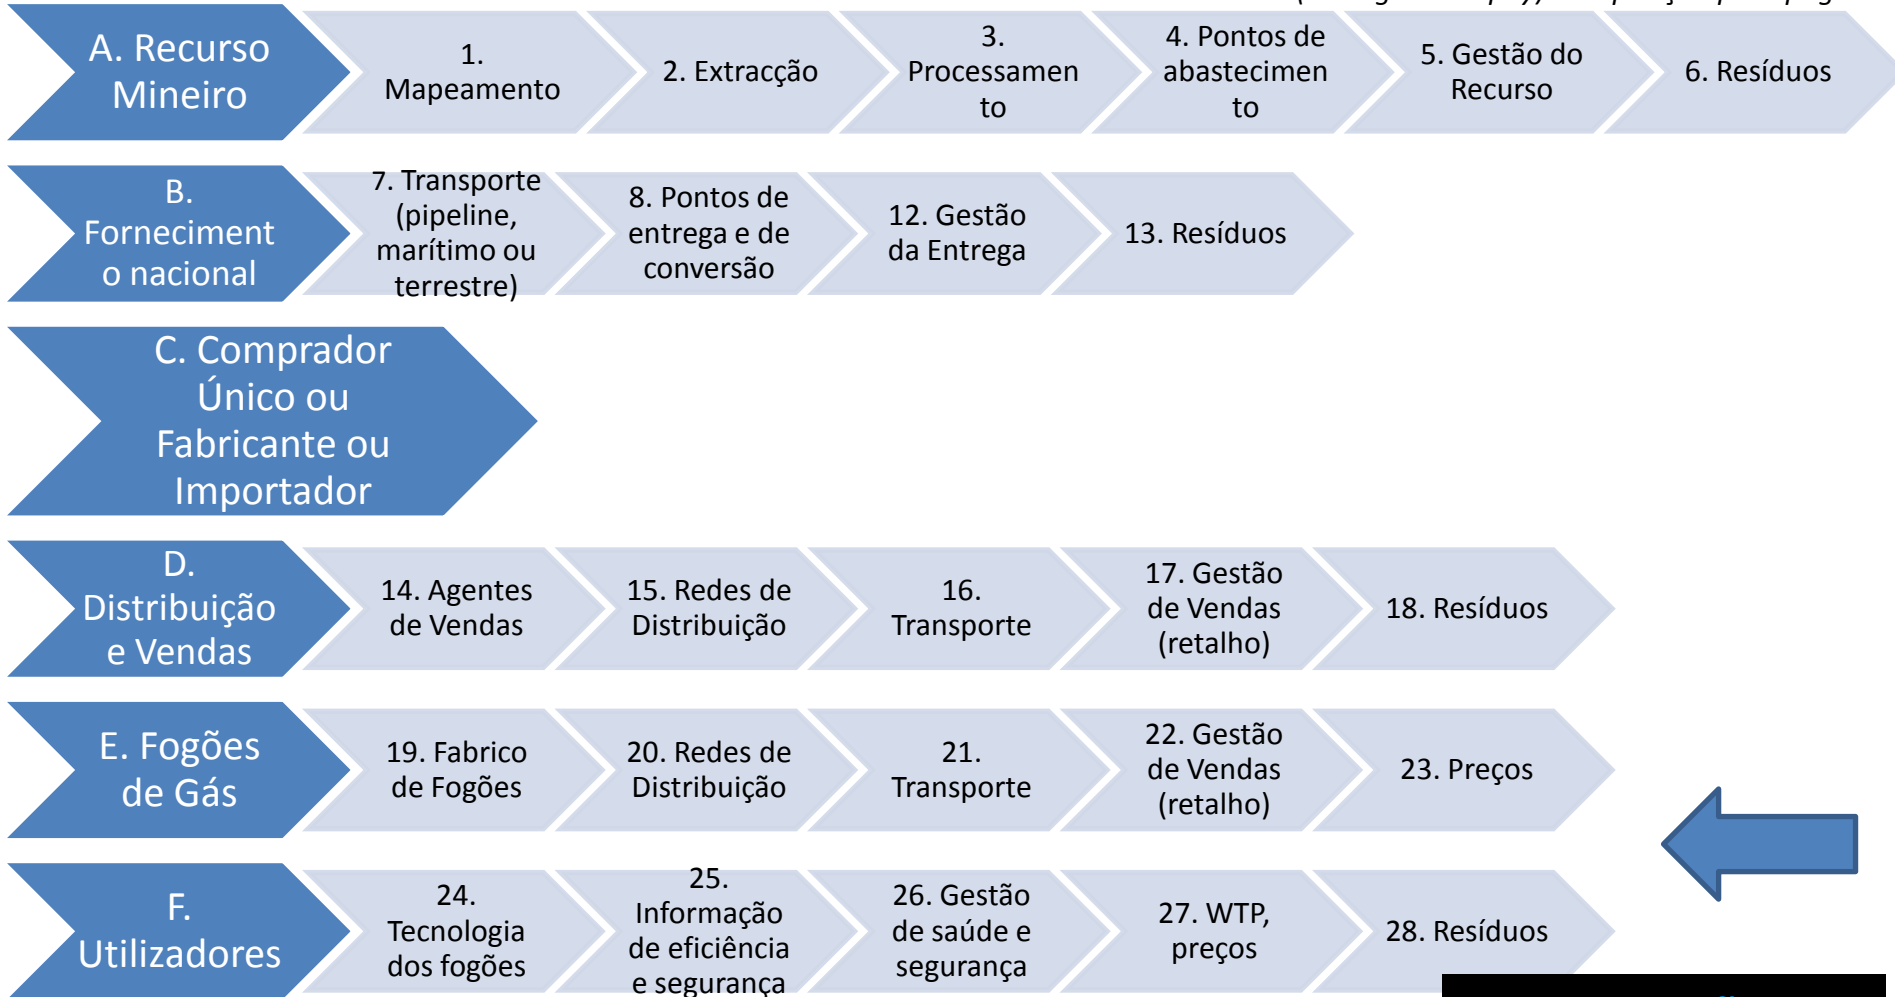 A. Recurso
Mineiro
1.
Mapeamento
2. Extracção
3.
Processamen
to
4. Pontos de
abastecimen
to
5. Gestão do
Recurso
6. Resíduos
B.
Forneciment
o nacional
7. Transporte
(pipeline,
marítimo ou
terrestre)
8. Pontos de
entrega e de
conversão
12. Gestão
da Entrega
13. Resíduos
C. Comprador
Único ou
Fabricante ou
Importador
D.
Distribuição
e Vendas
14. Agentes
de Vendas
15. Redes de
Distribuição
16.
Transporte
17. Gestão
de Vendas
(retalho)
18. Resíduos
E. Fogões
de Gás
19. Fabrico
de Fogões
20. Redes de
Distribuição
21.
Transporte
22. Gestão
de Vendas
(retalho)
23. Preços
F.
Utilizadores
24.
Tecnologia
dos fogões
25.
Informação
de eficiência
e segurança
26. Gestão
de saúde e
segurança
27. WTP,
preços
28. Resíduos